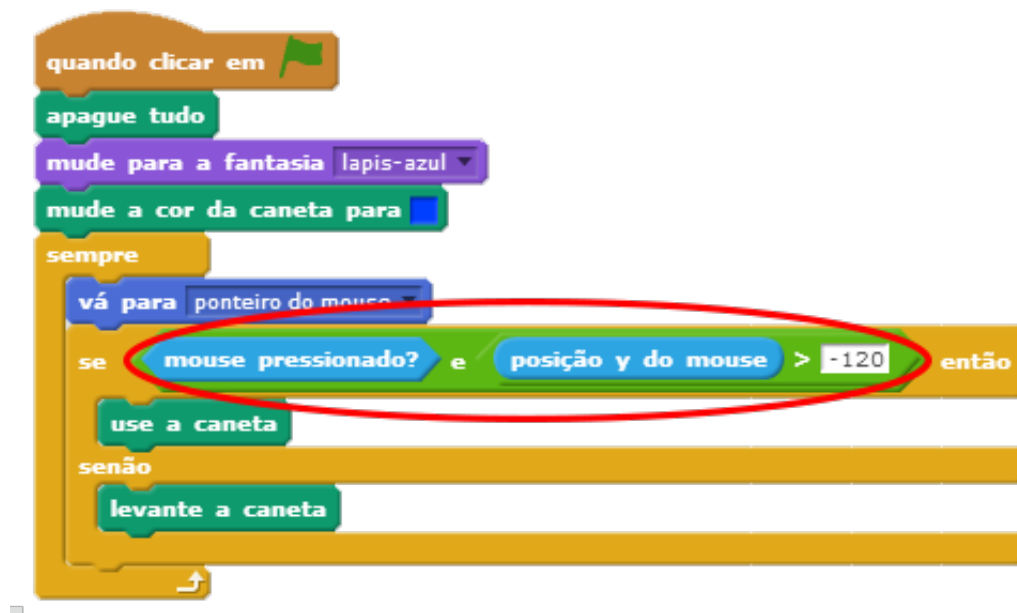 quando clicar em
apague tudo
mude para a fantasia lapis-azul
mude a cor da caneta para
sempre
vá para ponteiro do mouse
se mouse pressionado? e posição y do mouse > -120 então
use a caneta
senão
levante a caneta